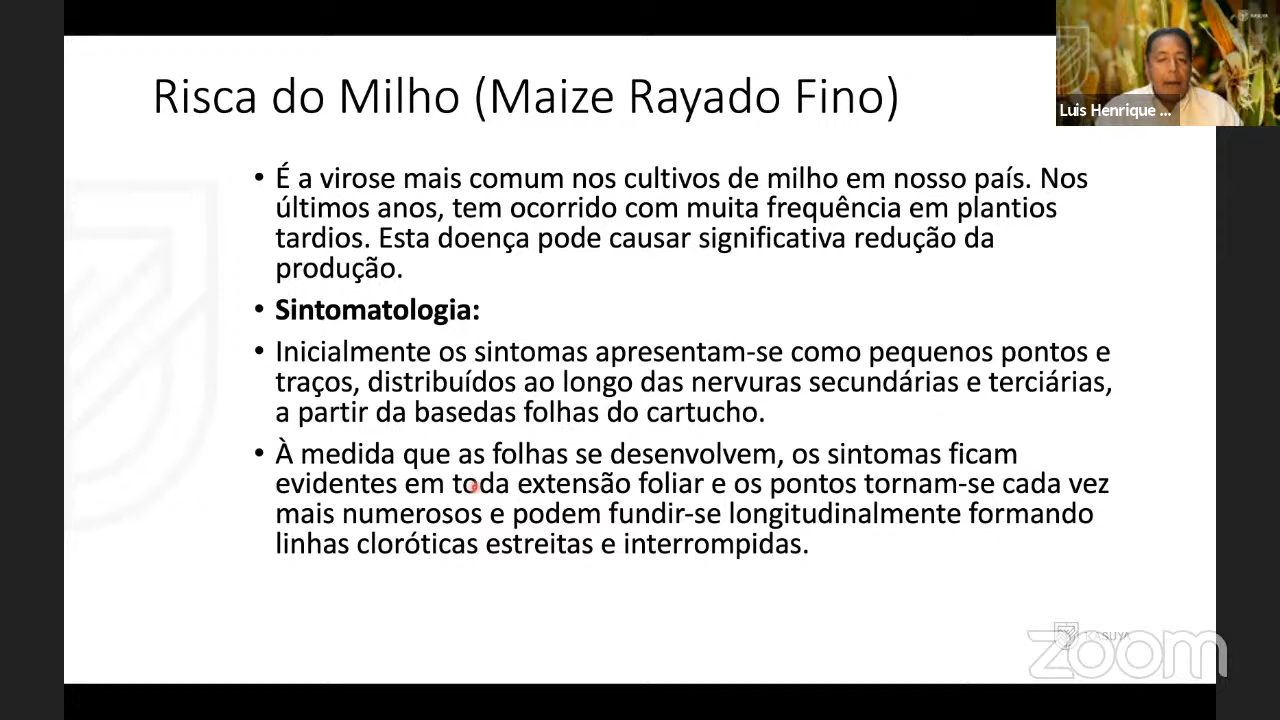 Risca do Milho (Maize Rayado Fino)
Luis Henrique ...
• É a virose mais comum nos cultivos de milho em nosso país. Nos
últimos anos, tem ocorrido com muita frequência em plantios
tardios. Esta doença pode causar significativa redução da
produção.
• Sintomatologia:
• Inicialmente os sintomas apresentam-se como pequenos pontos e
traços, distribuídos ao longo das nervuras secundárias e terciárias,
a partir da basedas folhas do cartucho.
• À medida que as folhas se desenvolvem, os sintomas ficam
evidentes em toda extensão foliar e os pontos tornam-se cada vez
mais numerosos e podem fundir-se longitudinalmente formando
linhas cloróticas estreitas e interrompidas.
KASUYA
zoom